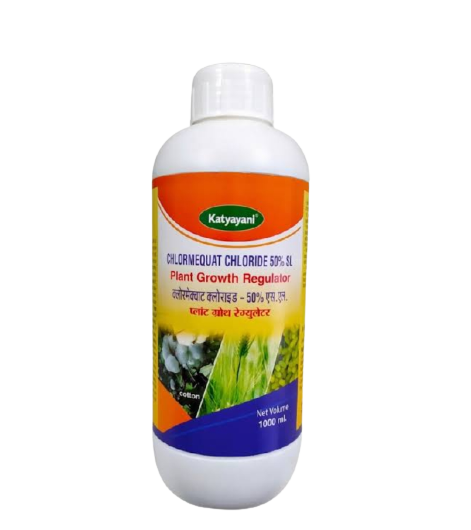 Katyayani®
CHLORMEQUAT CHLORIDE 50% SL
Plant Growth Regulator
क्लोरमेक्वाट क्लोराइड - 50% एस.एल.
प्लांट ग्रोथ रेग्युलेटर
cotton
Net Volume
1000 mL